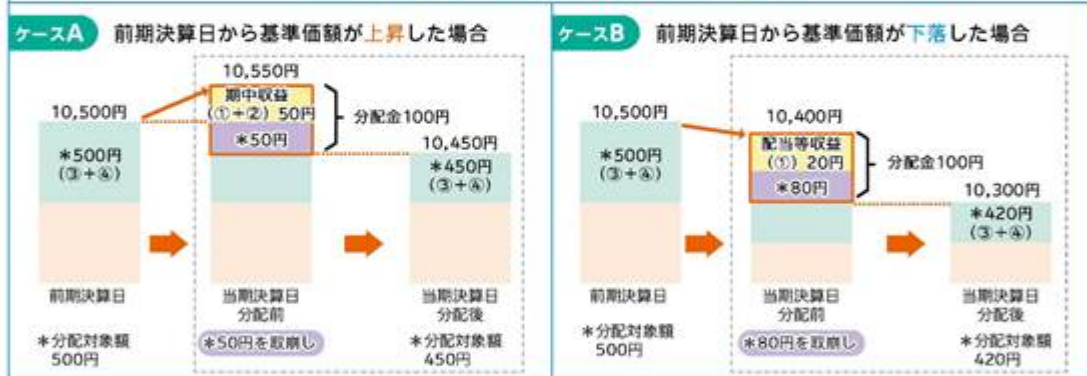 ケースA 前期決算日から基準価額が上昇した場合
10,550円
10,500円
期中収益
(①+②) 50円
分配金100円
*50円
10,450円
*500円
(③+④)
*450円
(③+④)
前期決算日
当期決算日
分配前
当期決算日
分配後
*分配対象額
500円
*50円を取崩し
*分配対象額
450円
ケースB 前期決算日から基準価額が下落した場合
10,500円
10,400円
配当等収益
(①) 20円
分配金100円
*80円
*500円
(③+④)
10,300円
*420円
(③+④)
前期決算日
当期決算日
分配前
当期決算日
分配後
*分配対象額
500円
*80円を取崩し
*分配対象額
420円